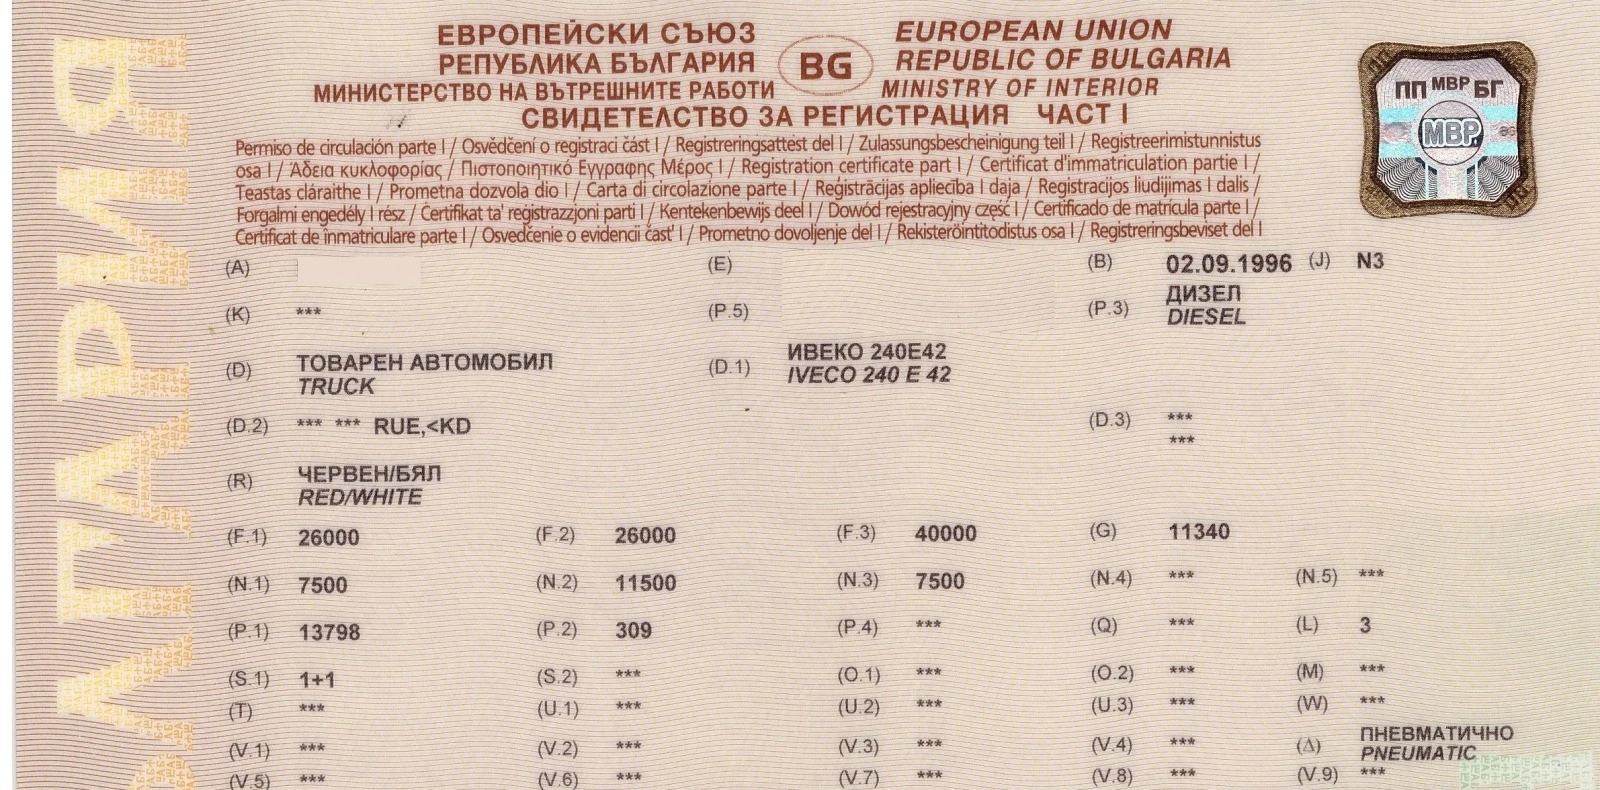 ЕВРОПЕЙСКИ СЪЮЗ
РЕПУБЛИКА БЪЛГАРИЯ
МИНИСТЕРСТВО НА ВЪТРЕШНИТЕ РАБОТИ
BG
EUROPEAN UNION
REPUBLIC OF BULGARIA
MINISTRY OF INTERIOR
СВИДЕТЕЛСТВО ЗА РЕГИСТРАЦИЯ ЧАСТ I
ПП МВР БГ
МВР
Permiso de circulación parte I / Osvědčení o registraci část I / Registreringsattest del I / Zulassungsbescheinigung teil I / Registreerimistunnistus
osa I / Άδεια κυκλοφορίας / Πιστοποιητικό Εγγραφης Μέρος I / Registration certificate part I / Certificat d'immatriculation partie I /
Teastas cláraithe I / Prometna dozvola dio I / Carta di circolazione parte I / Reģistrācijas apliecība I daja / Registracijos liudijimas I dalis /
Forgalmi engedély I rész / Certifikat ta' reġistrazzjoni parti I / Kentekenbewijs deel I / Dowód rejestracyjny część I / Certificado de matrícula parte I /
Certificat de inmatriculare parte I / Osvedčenie o evidencii časť I / Prometno dovoljenje del I / Rekisteröintitodistus osa I / Registreringsbeviset del I
(A) (E) (B) 02.09.1996 (J) N3
(K) *** (P.5) (P.3) ДИЗЕЛ
DIESEL
(D) ТОВАРЕН АВТОМОБИЛ (D.1) ИВЕКО 240Е42
TRUCK IVECO 240 E 42
(D.2) *** *** RUE,<KD (D.3) ***
***
(R) ЧЕРВЕН/БЯЛ
RED/WHITE
(F.1) 26000 (F.2) 26000 (F.3) 40000 (G) 11340
(N.1) 7500 (N.2) 11500 (N.3) 7500 (N.4) *** (N.5) ***
(P.1) 13798 (P.2) 309 (P.4) *** (Q) *** (L) 3
(S.1) 1+1 (S.2) *** (O.1) *** (O.2) *** (M) ***
(T) *** (U.1) *** (U.2) *** (U.3) *** (W) ***
(V.1) *** (V.2) *** (V.3) *** (V.4) *** (Δ) ПНЕВМАТИЧНО
PNEUMATIC
(V.5) *** (V.6) *** (V.7) *** (V.8) *** (V.9) ***